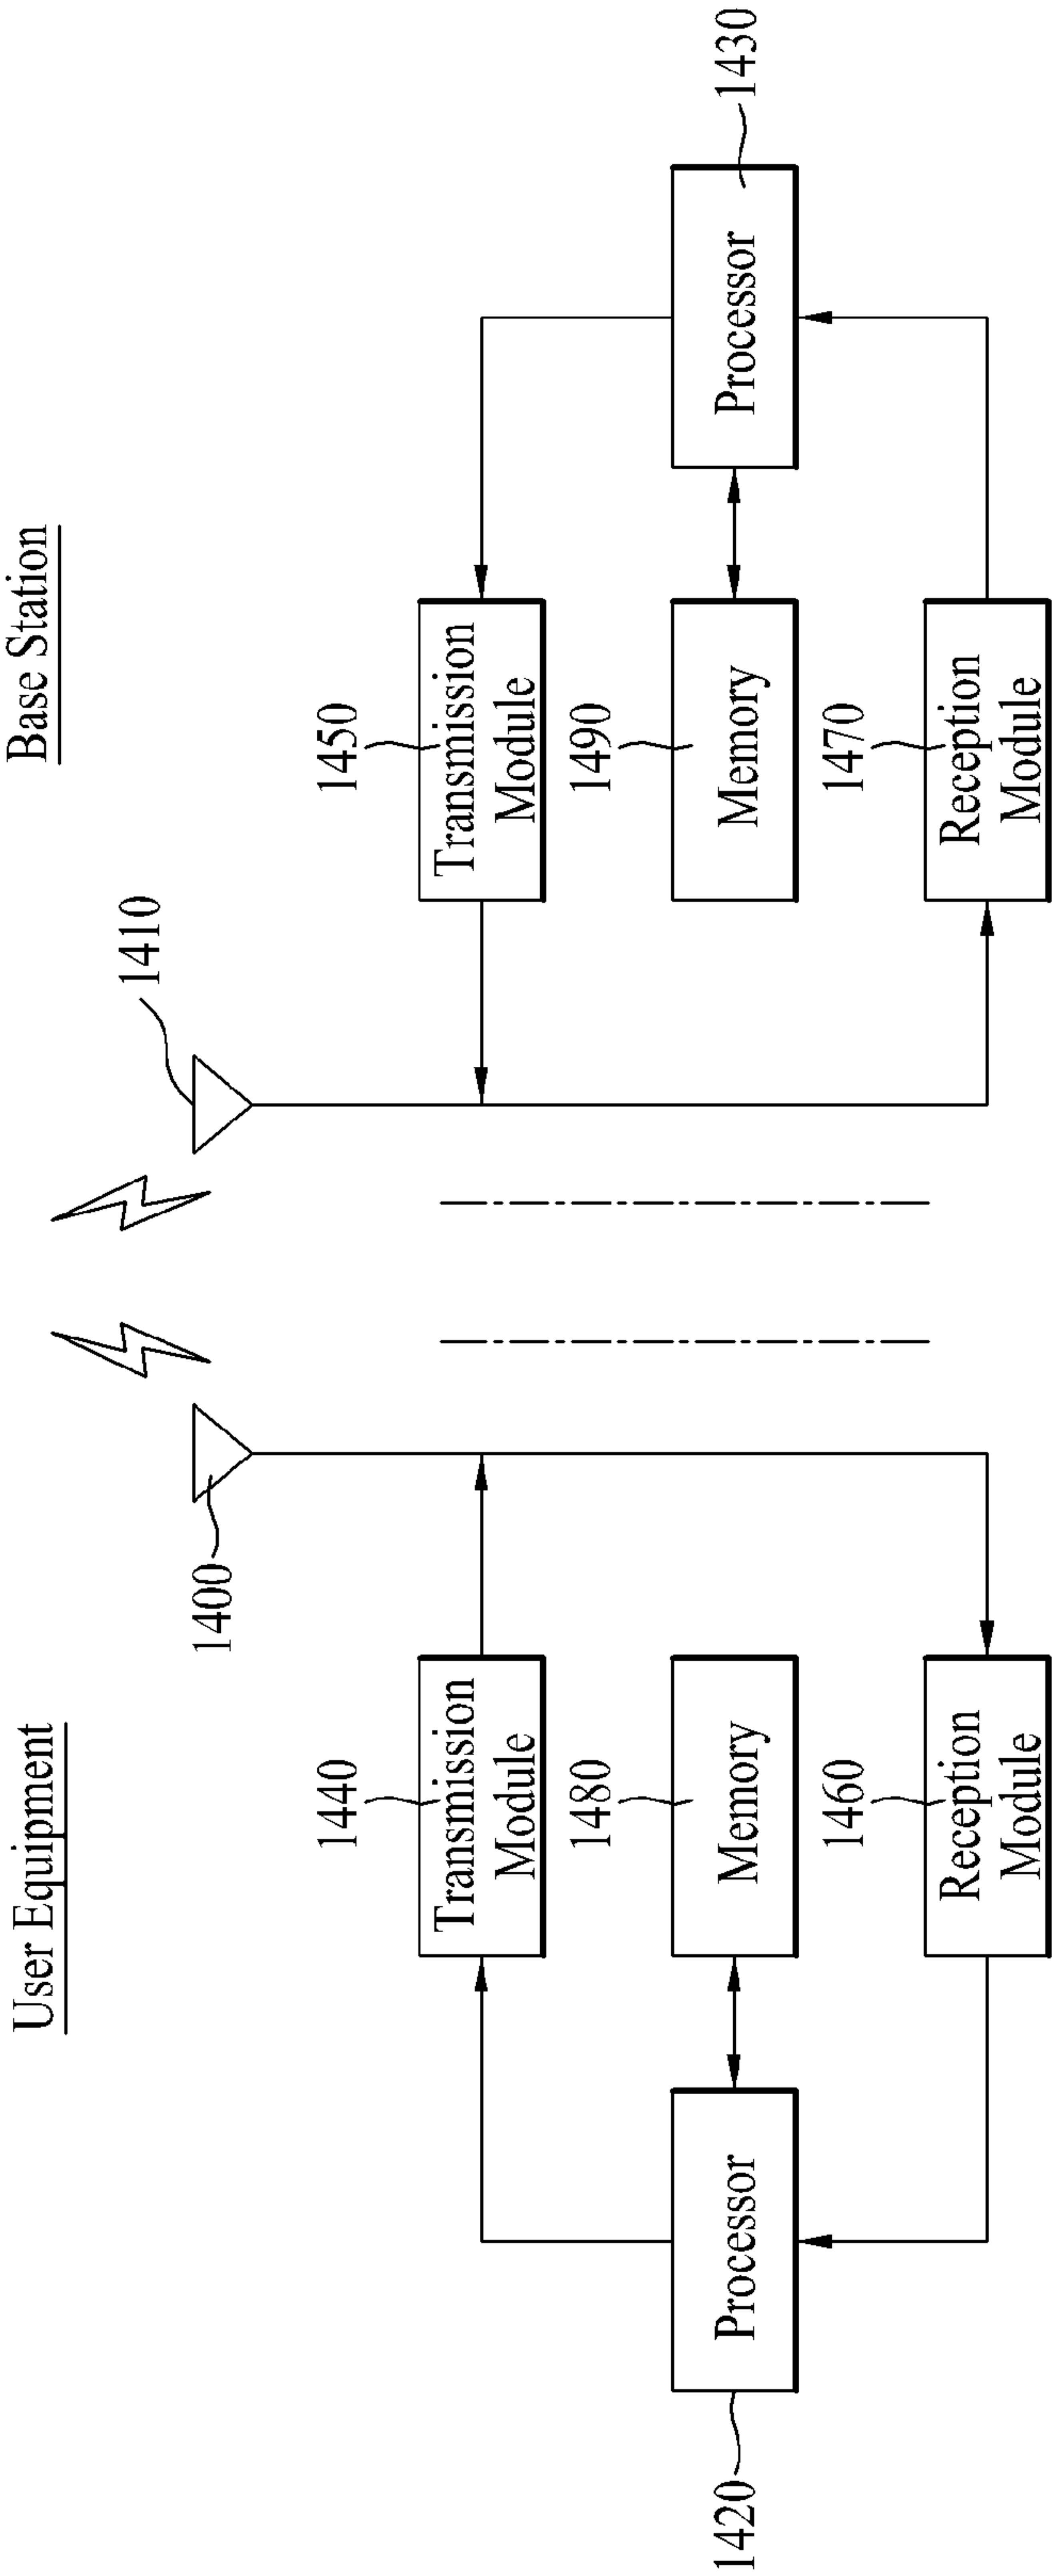 User Equipment
Base Station
1400
1410
1440
Transmission
Module
1450
Transmission
Module
1420
Processor
1480
Memory
1490
Memory
Processor
1430
1460
Reception
Module
1470
Reception
Module